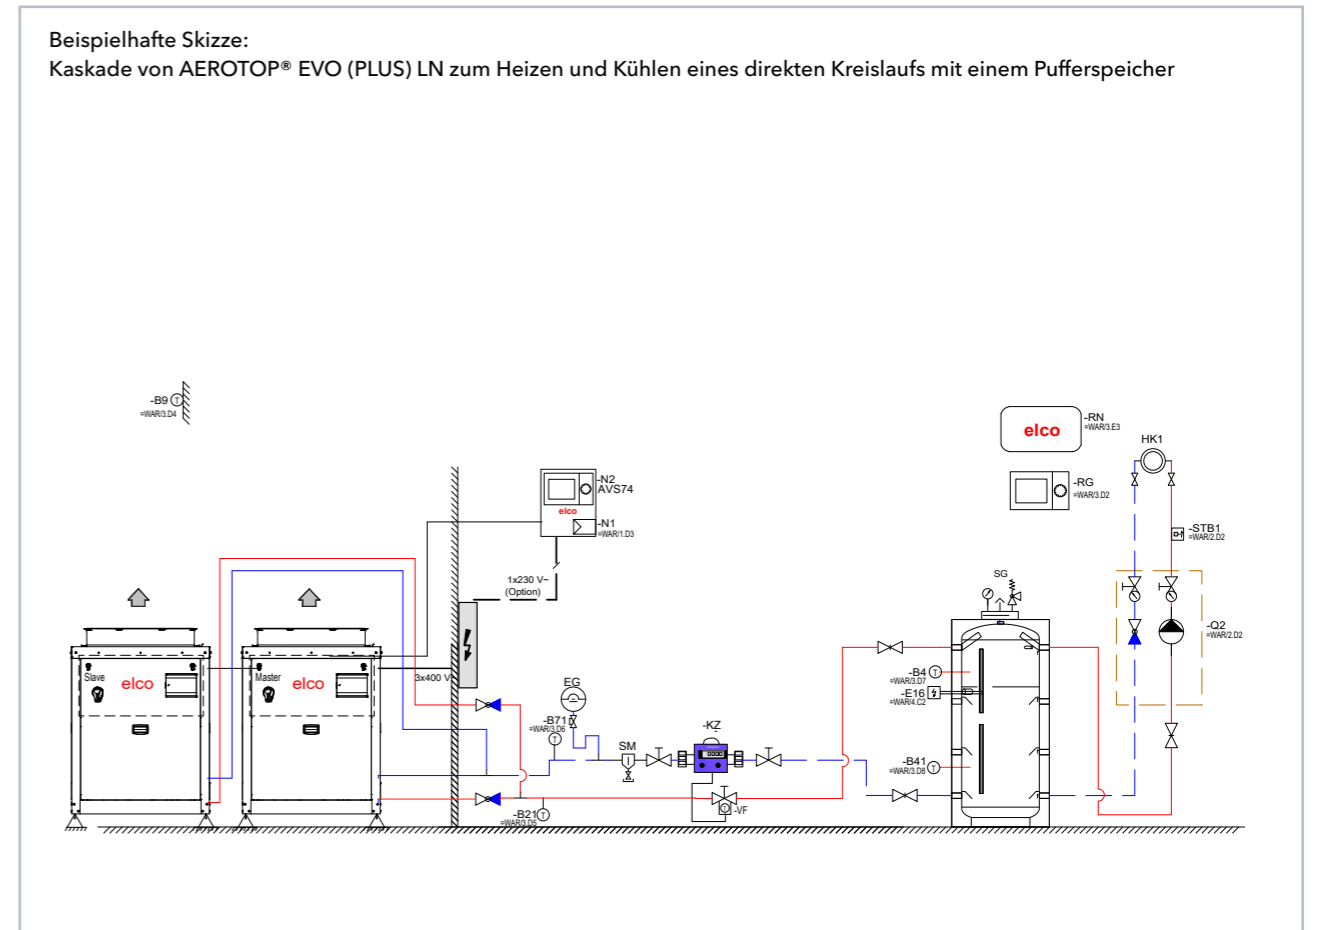 Beispielhafte Skizze:
Kaskade von AEROTOP® EVO (PLUS) LN zum Heizen und Kühlen eines direkten Kreislaufs mit einem Pufferspeicher
-B9 T
=WAR/3.D4
elco
-RN
=WAR/3.E3
HK1
-RG
=WAR/3.D2
-N2
AVS74
elco
-N1
=WAR/1.D3
-STB1
=WAR/2.D2
1x230 V~
(Option)
SG
-Q2
=WAR/2.D2
Slave
elco
Master
elco
3x400 V
EG
-B4 T
=WAR/3.D7
-E16
=WAR/4.C2
-B71
=WAR/3.D6
T
SM
-KZ
0000
-B41 T
=WAR/3.D8
-B21 T
=WAR/3.D5
T
-VF